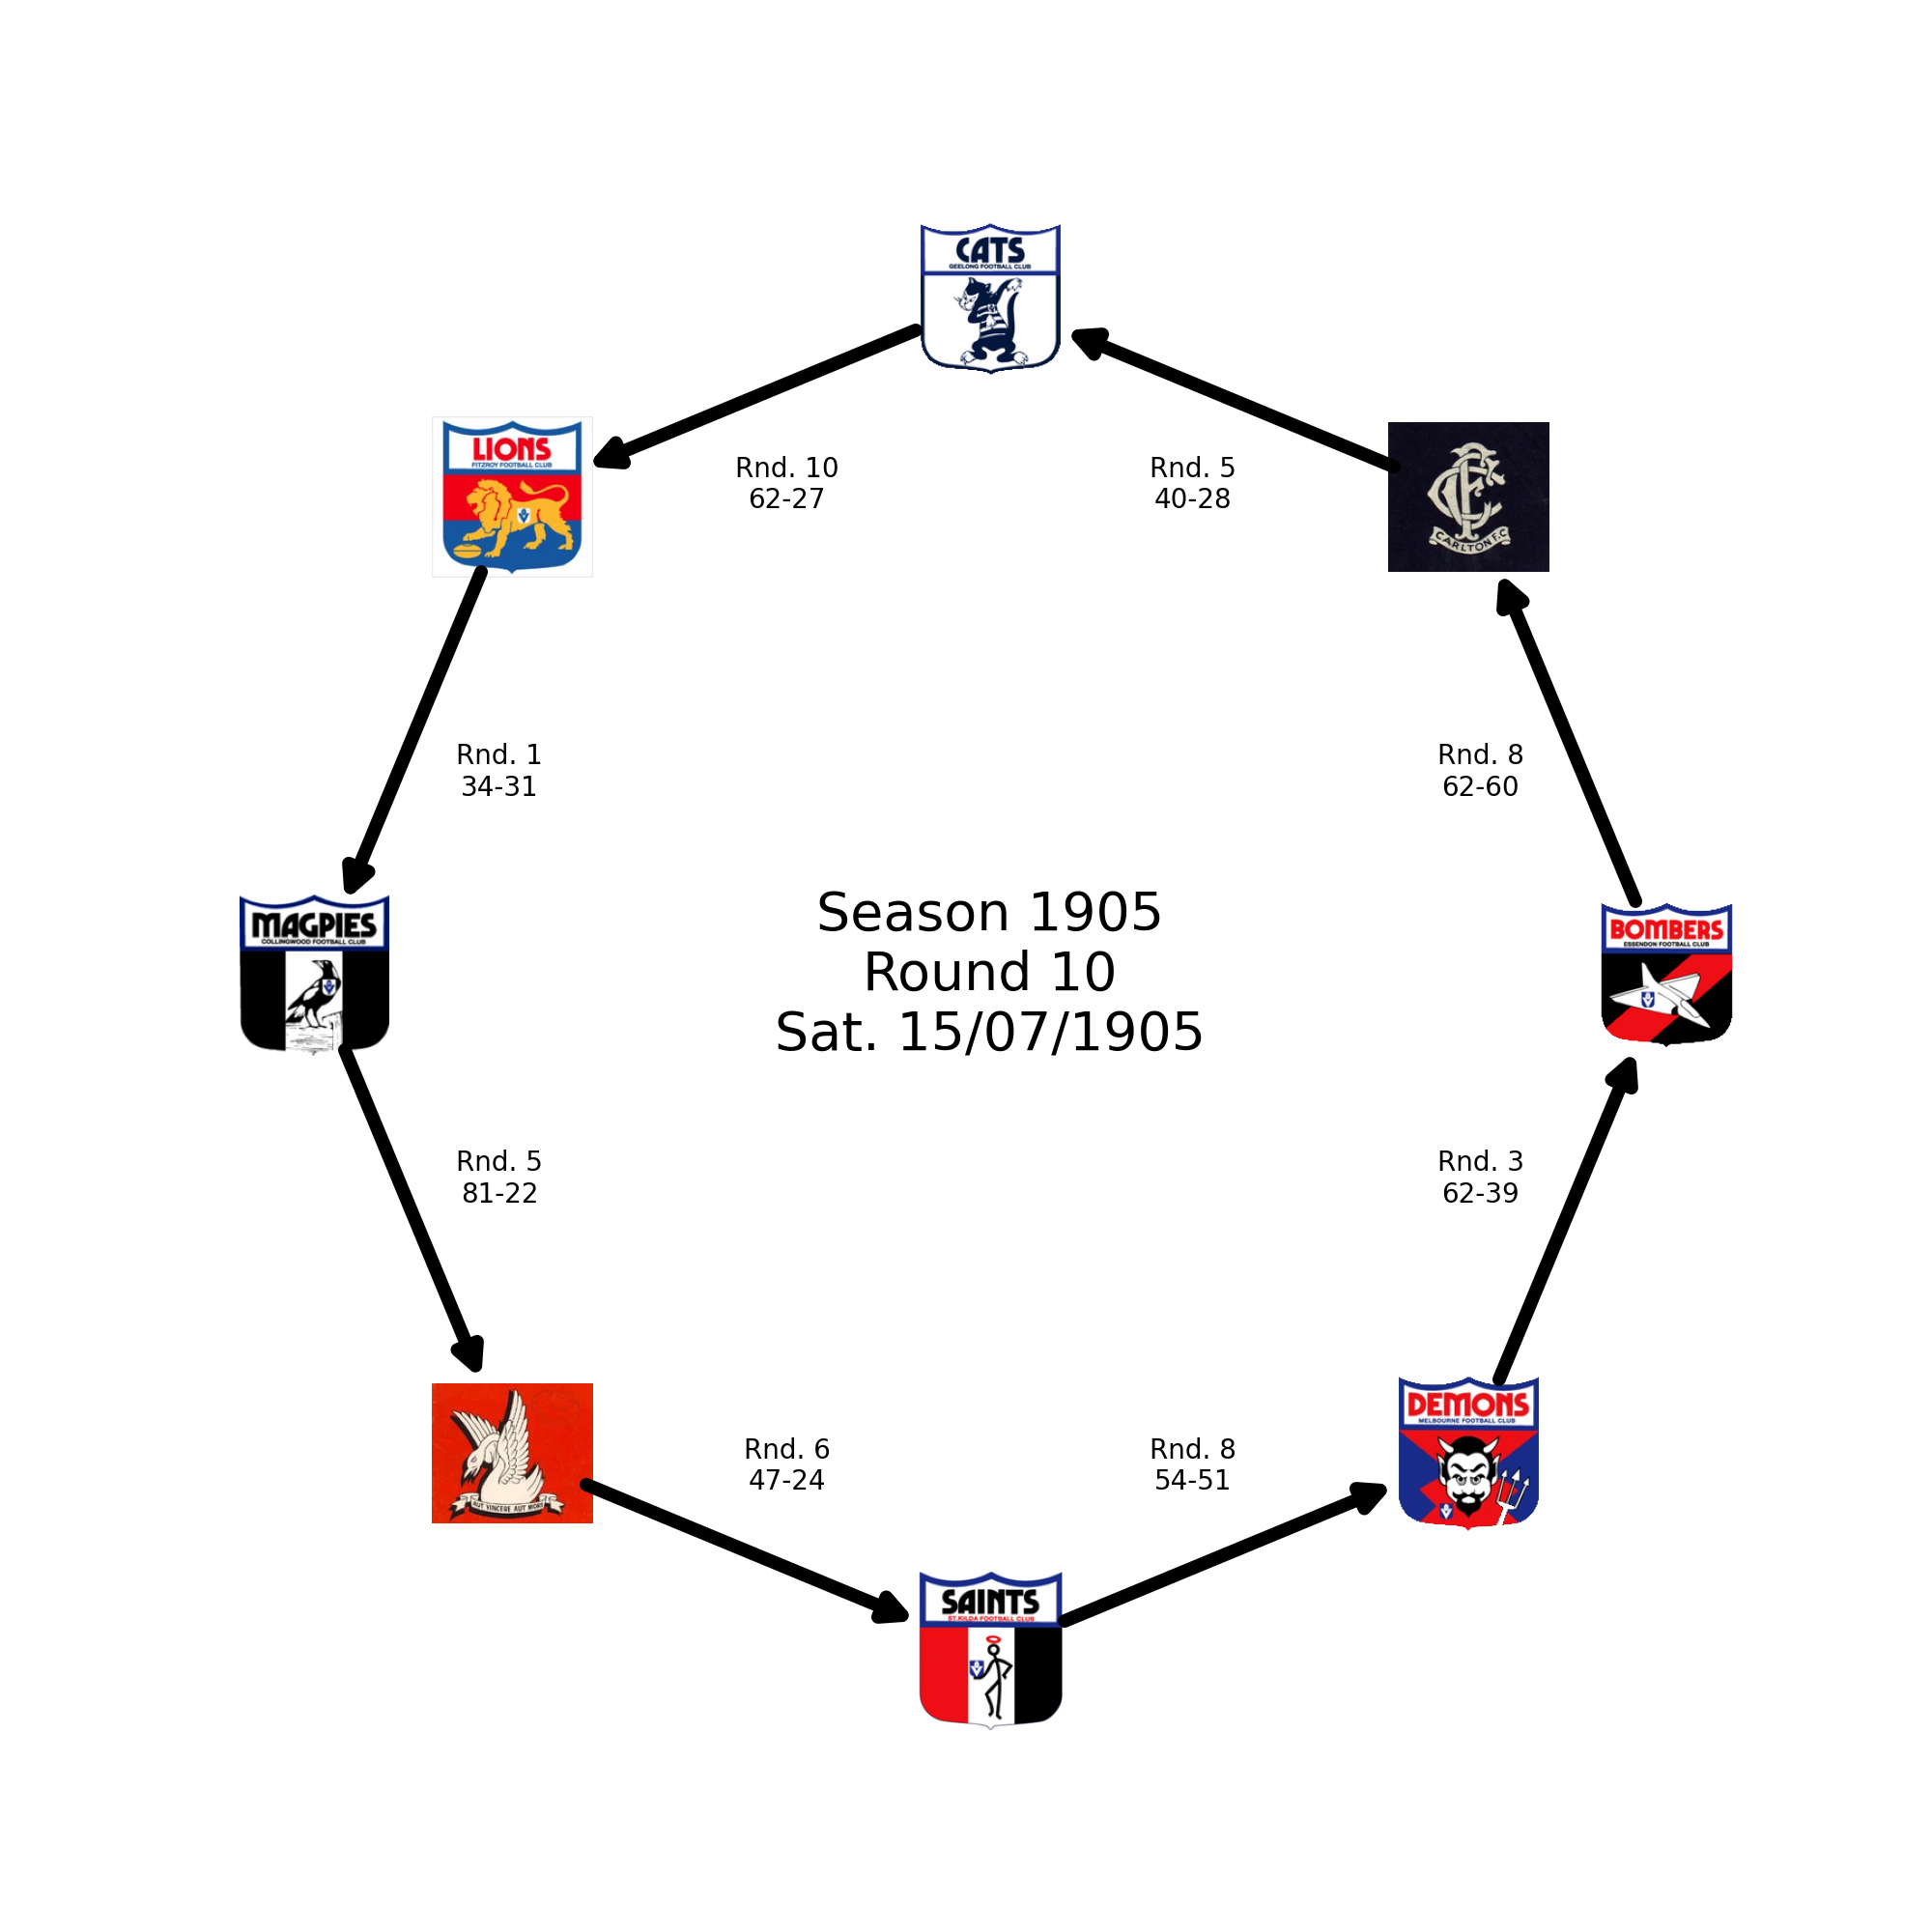 CATS
GEELONG FOOTBALL CLUB
LIONS
FITZROY FOOTBALL CLUB
Rnd. 10
62-27
Rnd. 5
40-28
CFC
CARLTON F.C
Rnd. 1
34-31
Rnd. 8
62-60
MAGPIES
COLLINGWOOD FOOTBALL CLUB
Season 1905
Round 10
Sat. 15/07/1905
BOMBERS
ESSENDON FOOTBALL CLUB
Rnd. 5
81-22
Rnd. 3
62-39
AUT VINCERE AUT MORI
Rnd. 6
47-24
Rnd. 8
54-51
DEMONS
MELBOURNE FOOTBALL CLUB
SAINTS
ST.KILDA FOOTBALL CLUB